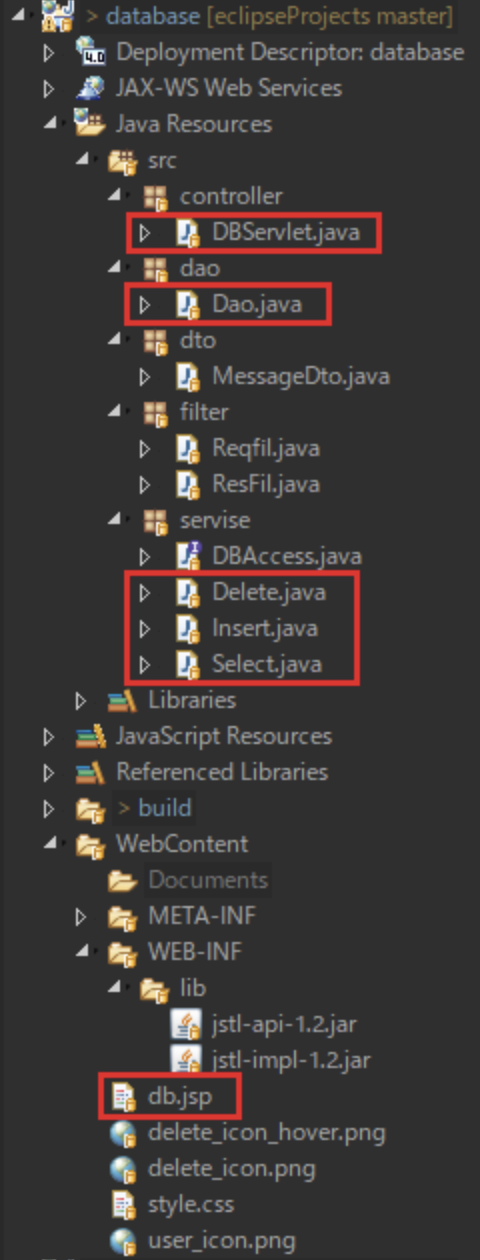 > database [eclipseProjects master]
4.0 Deployment Descriptor: database
JAX-WS Web Services
Java Resources
src
controller
DBServlet.java
dao
Dao.java
dto
MessageDto.java
filter
Reqfil.java
ResFil.java
servise
DBAccess.java
Delete.java
Insert.java
Select.java
Libraries
JavaScript Resources
Referenced Libraries
> build
WebContent
Documents
META-INF
WEB-INF
lib
jstl-api-1.2.jar
jstl-impl-1.2.jar
db.jsp
delete_icon_hover.png
delete_icon.png
style.css
user_icon.png